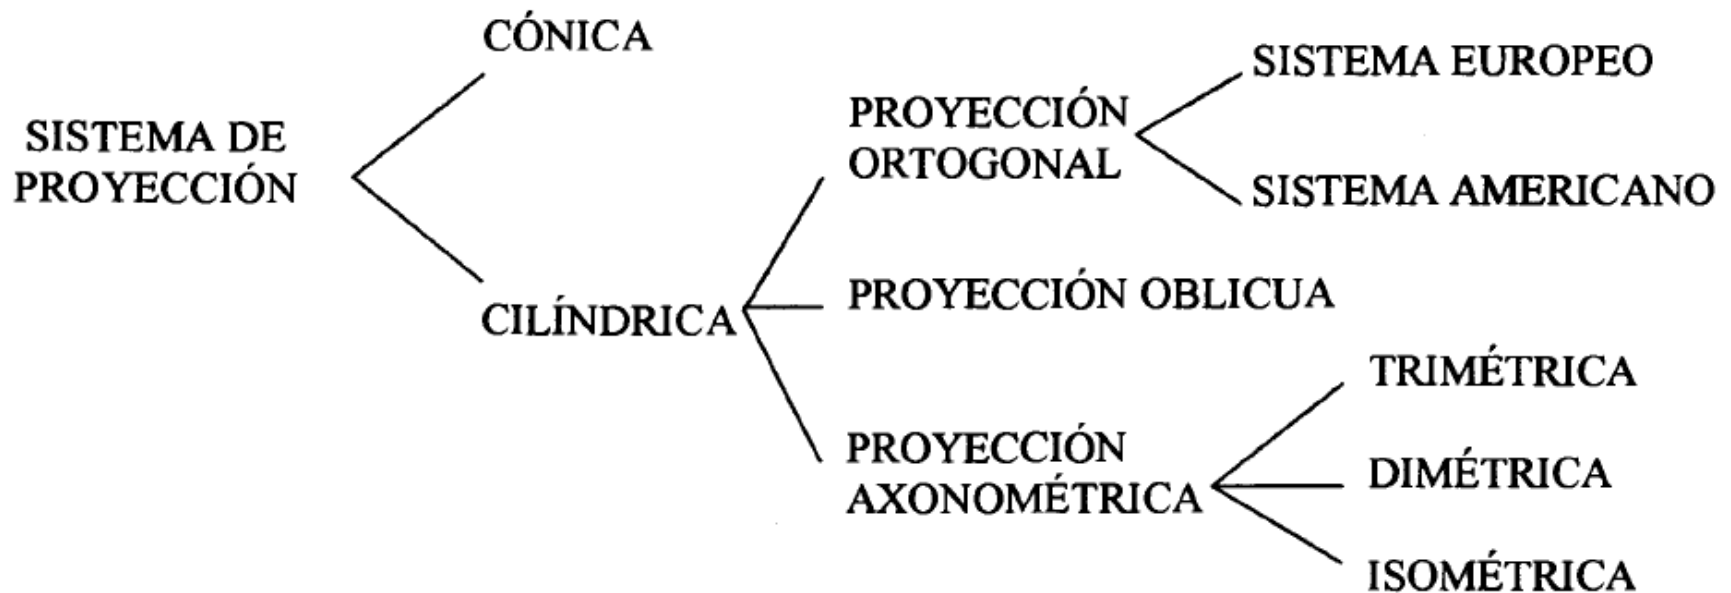 SISTEMA DE
PROYECCIÓN
CÓNICA
CILÍNDRICA
PROYECCIÓN
ORTOGONAL
SISTEMA EUROPEO
SISTEMA AMERICANO
PROYECCIÓN OBLICUA
PROYECCIÓN
AXONOMÉTRICA
TRIMÉTRICA
DIMÉTRICA
ISOMÉTRICA